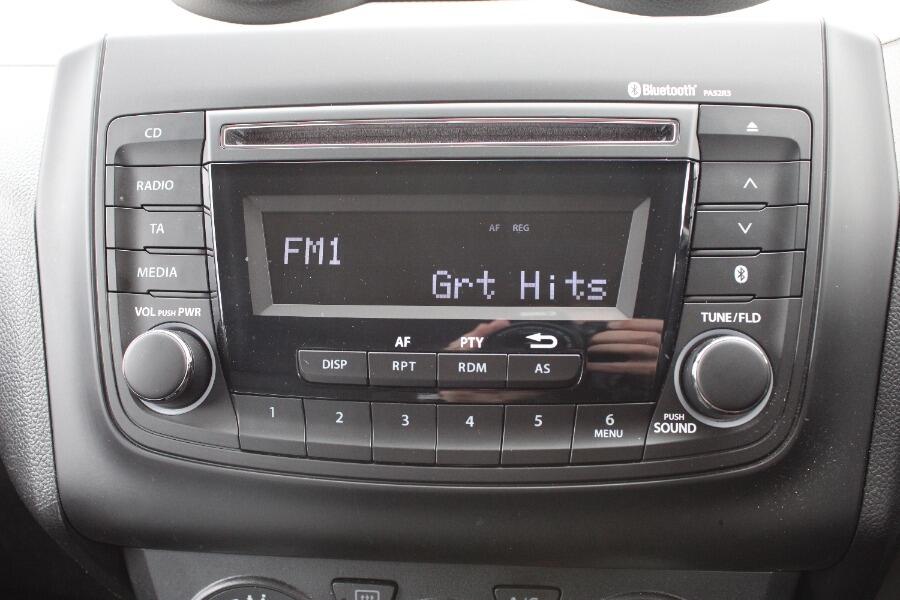 Bluetooth PA52R3
CD
RADIO
TA
MEDIA
VOL PUSH PWR
AF REG
FM1
Grt Hits
TUNE/FLD
AF PTY
DISP RPT RDM AS
1 2 3 4 5 6
MENU
PUSH
SOUND